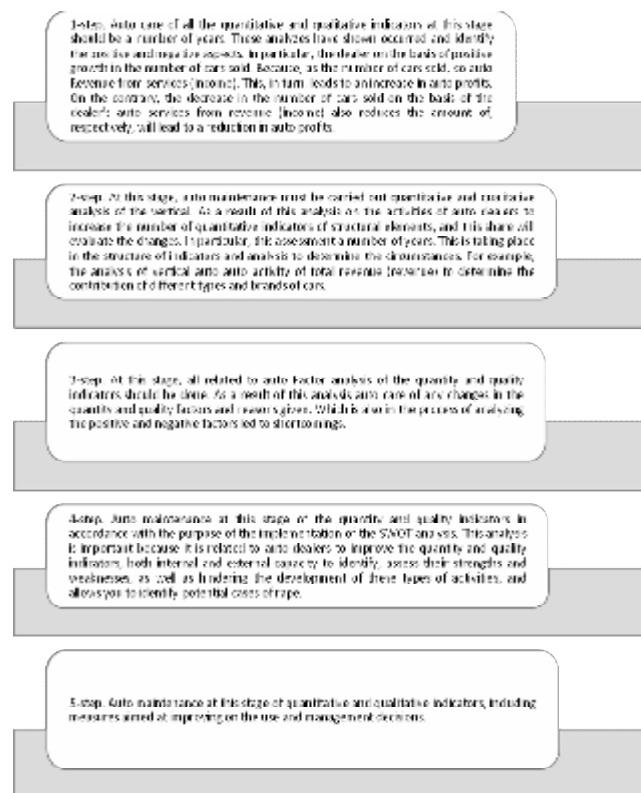 1-step. Auto care of all the quantitative and qualitative indicators at this stage
should be a number of years. These analyzes have shown occurred and identify
the positive and negative aspects. In particular, the dealer on the basis of positive
growth in the number of cars sold. Because, as the number of cars sold, so auto
Revenue from services (income). This, in turn, leads to an increase in auto profits.
On the contrary, the decrease in the number of cars sold on the basis of the
dealer's auto services from revenue (income) also reduces the amount of,
respectively, will lead to a reduction in auto profits.
2-step. At this stage, auto maintenance must be carried out quantitative and qualitative
analysis of the vertical. As a result of this analysis on the activities of auto dealers to
increase the number of quantitative indicators of structural elements, and this share will
evaluate the changes. In particular, this assessment a number of years. This is taking place
in the structure of indicators and analysis to determine the circumstances. For example,
the analysis of vertical auto auto activity of total revenue (revenue) to determine the
contribution of different types and brands of cars.
3-step. At this stage, all related to auto Factor analysis of the quantity and quality
indicators should be done. As a result of this analysis auto care of any changes in the
quantity and quality factors and reasons given. Which is also in the process of analyzing
the positive and negative factors led to shortcomings.
4-step. Auto maintenance at this stage of the quantity and quality indicators in
accordance with the purpose of the implementation of the SWOT analysis. This analysis
is important because it is related to auto dealers to improve the quantity and quality
indicators, both internal and external capacity to identify, assess their strengths and
weaknesses, as well as hindering the development of these types of activities, and
allows you to identify potential cases of rape.
5-step. Auto maintenance at this stage of quantitative and qualitative indicators, including
measures aimed at improving on the use and management decisions.